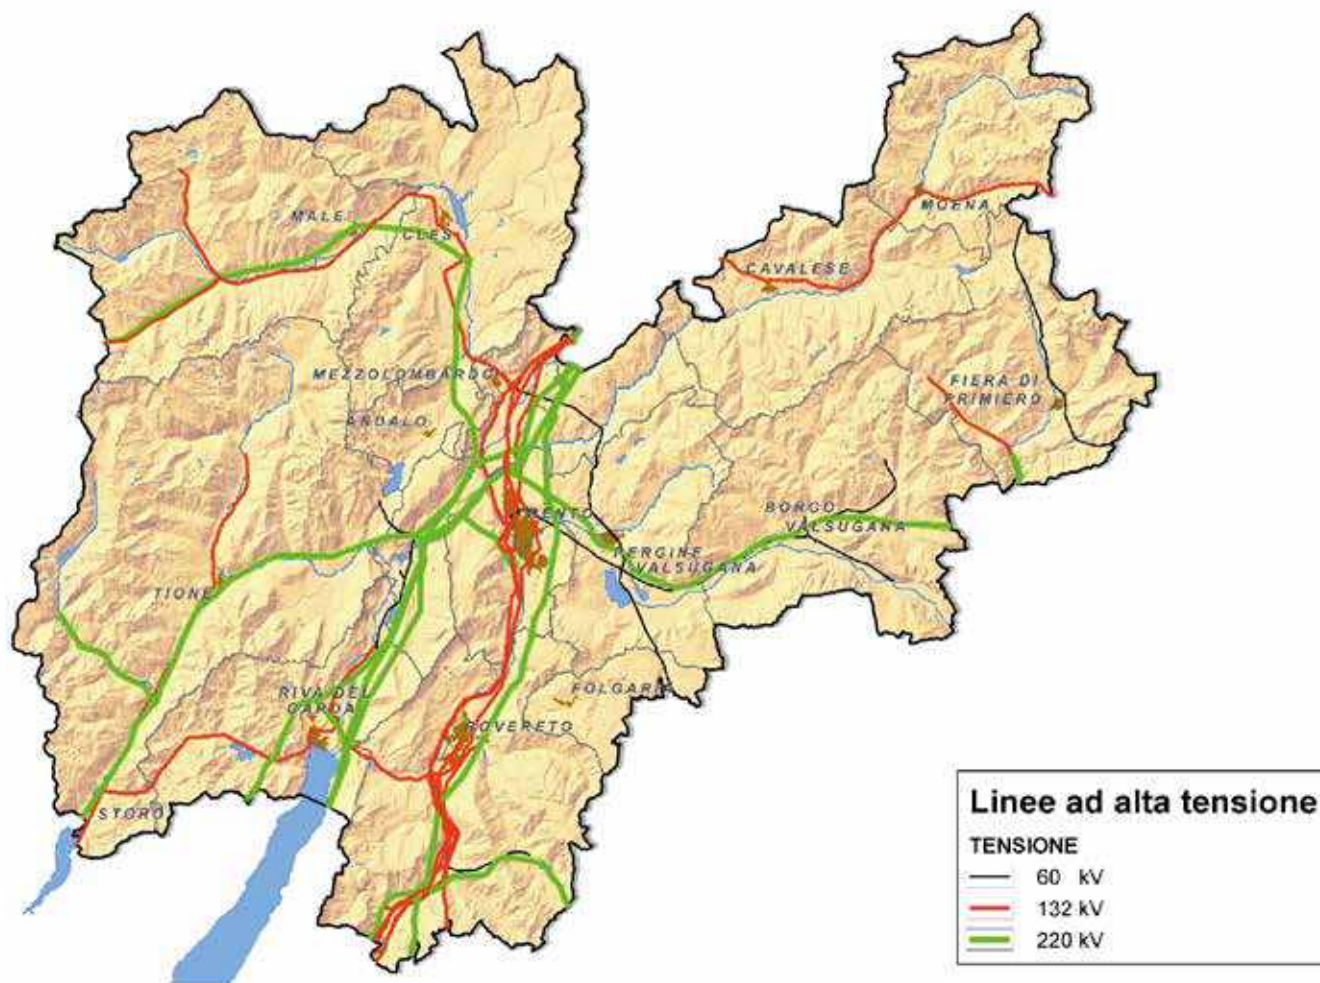 MOENA
MALE
CLES
CAVALESE
MEZZOLOMBARDO
FIERA DI
PRIMIERO
ANDALO
BORGO
VALSUGANA
TRENTO
PERGINE
VALSUGANA
TIONE
RIVA DEL
GARDA
FOLGARIA
ROVERETO
STORO
Linee ad alta tensione
TENSIONE
60 kV
132 kV
220 kV